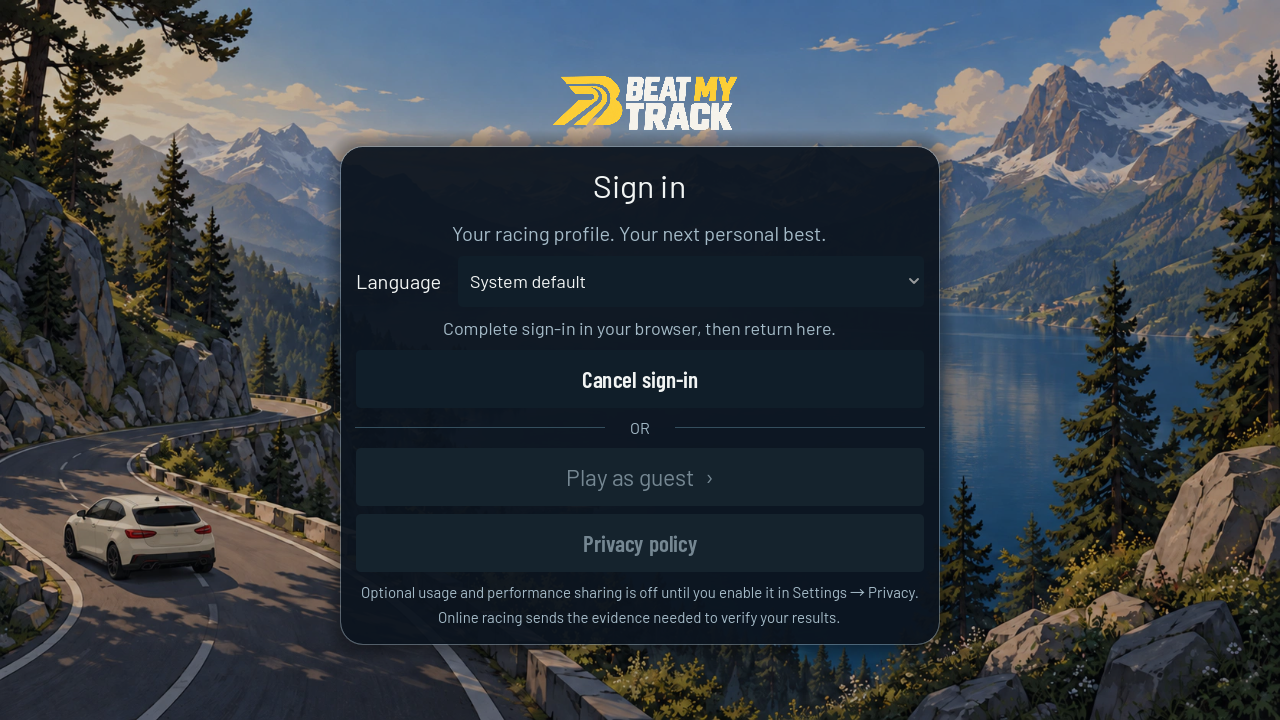 BEAT MY
TRACK
Sign in
Your racing profile. Your next personal best.
Language System default
Complete sign-in in your browser, then return here.
Cancel sign-in
OR
Play as guest ›
Privacy policy
Optional usage and performance sharing is off until you enable it in Settings → Privacy.
Online racing sends the evidence needed to verify your results.